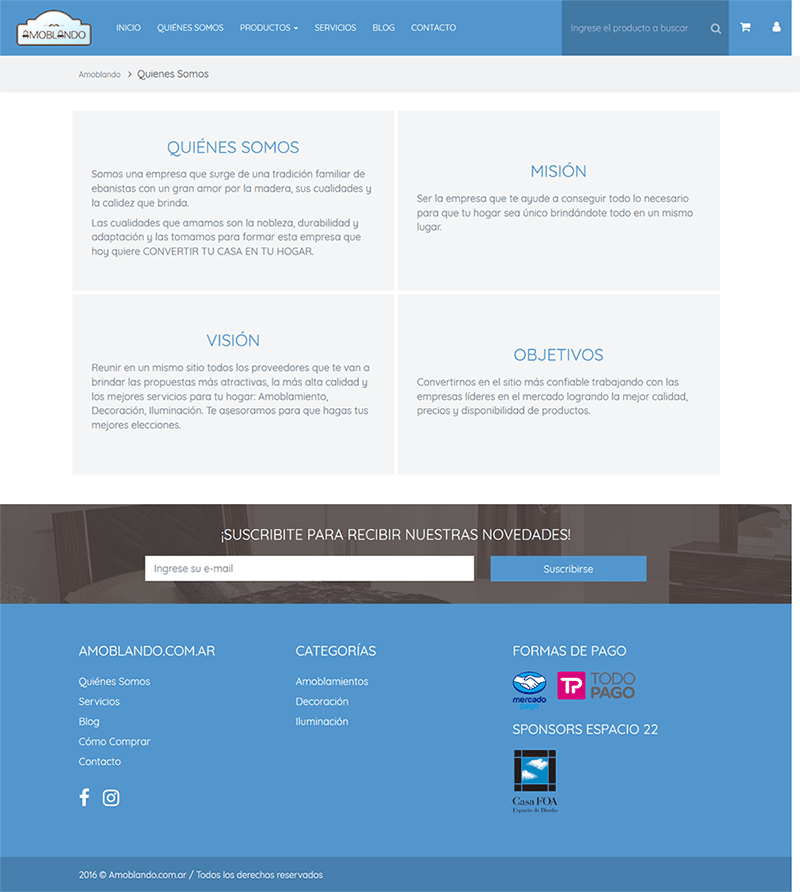 AMOBLANDO
INICIO
QUIÉNES SOMOS
PRODUCTOS
SERVICIOS
BLOG
CONTACTO
Ingrese el producto a buscar
Amoblando > Quienes Somos
QUIÉNES SOMOS
Somos una empresa que surge de una tradición familiar de
ebanistas con un gran amor por la madera, sus cualidades y
la calidez que brinda.
Las cualidades que amamos son la nobleza, durabilidad y
adaptación y las tomamos para formar esta empresa que
hoy quiere CONVERTIR TU CASA EN TU HOGAR.
MISIÓN
Ser la empresa que te ayude a conseguir todo lo necesario
para que tu hogar sea único brindándote todo en un mismo
lugar.
VISIÓN
Reunir en un mismo sitio todos los proveedores que te van a
brindar las propuestas más atractivas, la más alta calidad y
los mejores servicios para tu hogar: Amoblamiento,
Decoración, Iluminación. Te asesoramos para que hagas tus
mejores elecciones.
OBJETIVOS
Convertirnos en el sitio más confiable trabajando con las
empresas líderes en el mercado logrando la mejor calidad,
precios y disponibilidad de productos.
¡SUSCRIBITE PARA RECIBIR NUESTRAS NOVEDADES!
Ingrese su e-mail
Suscribirse
AMOBLANDO.COM.AR
Quiénes Somos
Servicios
Blog
Cómo Comprar
Contacto
CATEGORÍAS
Amoblamientos
Decoración
Iluminación
FORMAS DE PAGO
mercado
pago
TP
TODO
PAGO
SPONSORS ESPACIO 22
Casa FOA
Espacio de Diseño
2016 © Amoblando.com.ar / Todos los derechos reservados